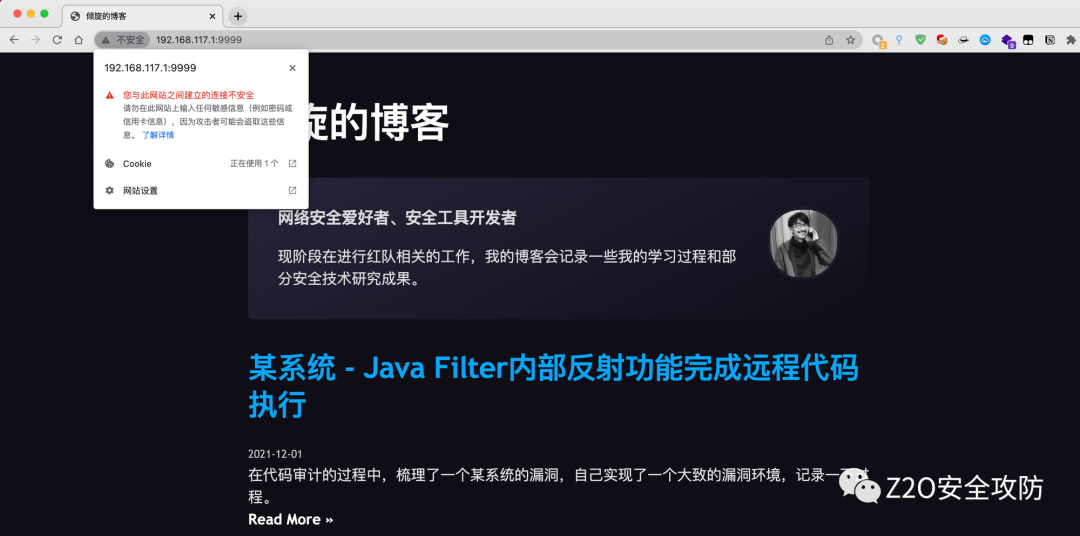 倾旋的博客
不安全 192.168.117.1:9999
192.168.117.1:9999
您与此网站之间建立的连接不安全
请勿在此网站上输入任何敏感信息（例如密码或
信用卡信息），因为攻击者可能会盗取这些信
息。 了解详情
Cookie 正在使用 1 个
网站设置
旋的博客
网络安全爱好者、安全工具开发者
现阶段在进行红队相关的工作，我的博客会记录一些我的学习过程和部
分安全技术研究成果。
某系统 - Java Filter内部反射功能完成远程代码
执行
2021-12-01
在代码审计的过程中，梳理了一个某系统的漏洞，自己实现了一个大致的漏洞环境，记录一下过
程。
Read More »
Z2O安全攻防